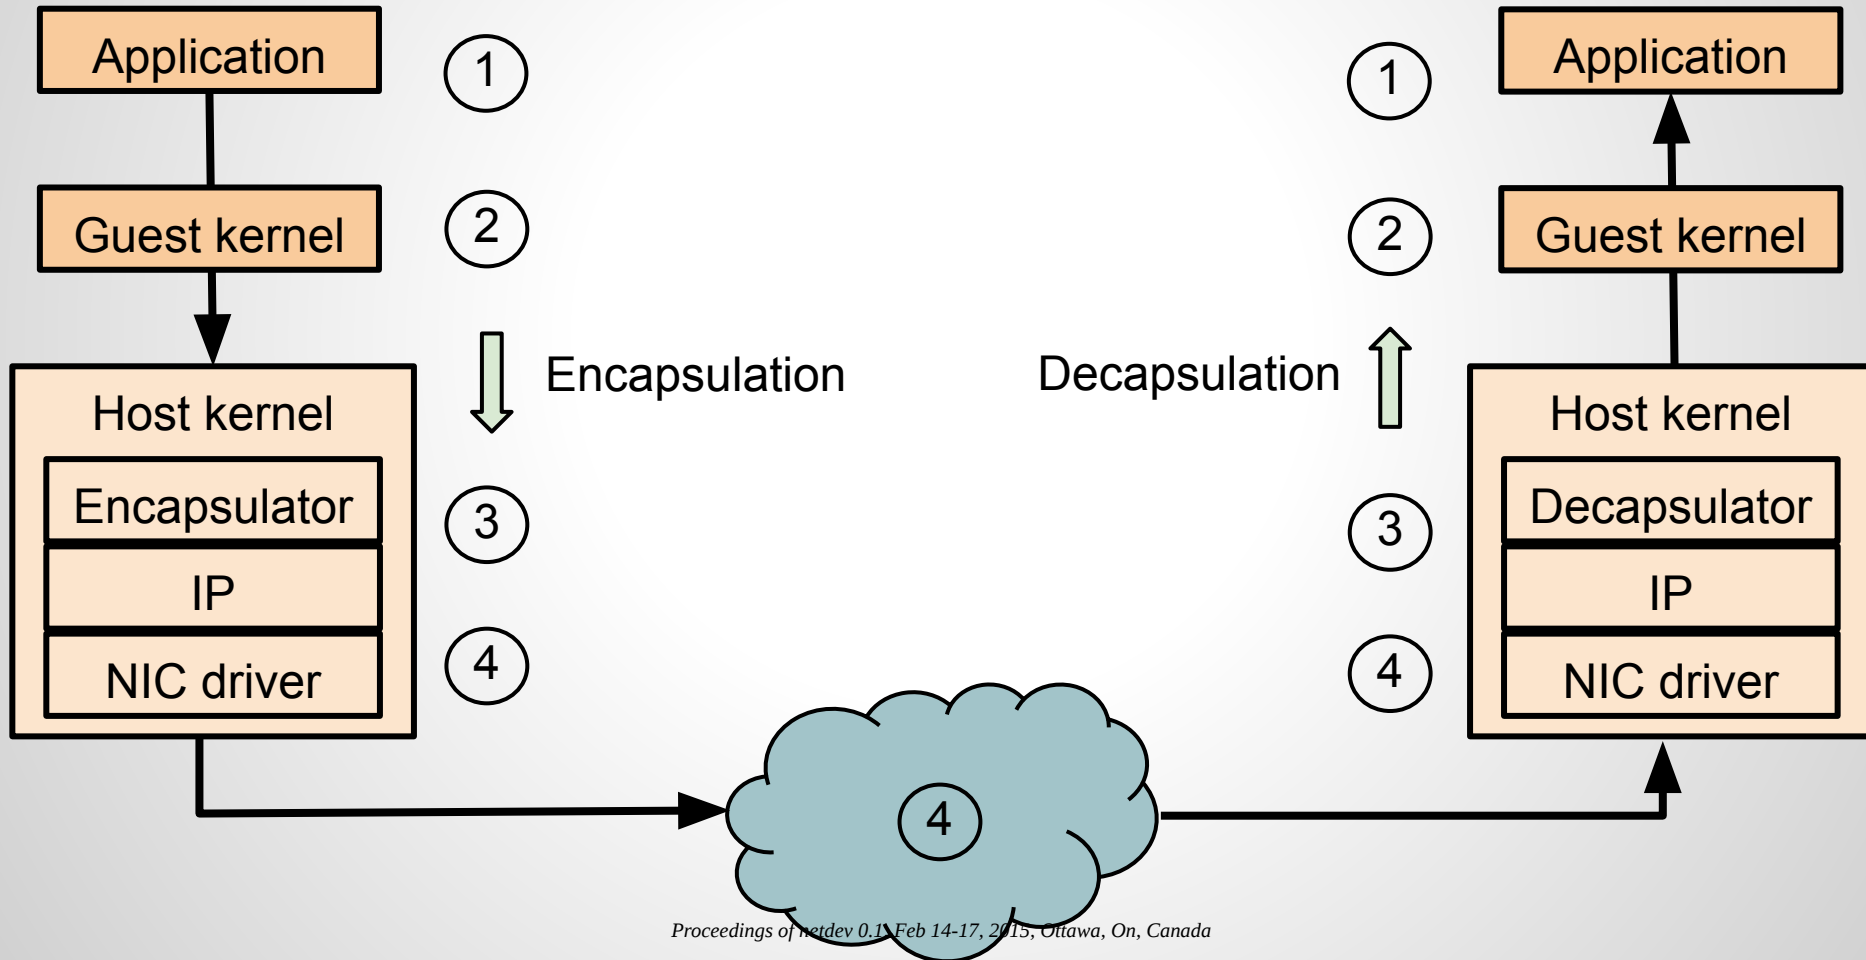 Application
1
1
Application
Guest kernel
2
2
Guest kernel
Encapsulation
Decapsulation
Host kernel
Host kernel
Encapsulator
3
3
Decapsulator
IP
IP
NIC driver
4
4
NIC driver
4
Proceedings of netdev 0.1, Feb 14-17, 2015, Ottawa, On, Canada